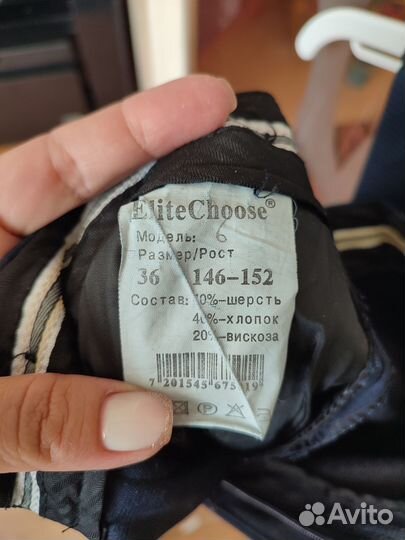 EliteChoose®
Модель: 6
Размер/Рост
36 146-152
Состав: 40%-шерсть
40%-хлопок
20%-вискоза
7 201545 675 19
Avito